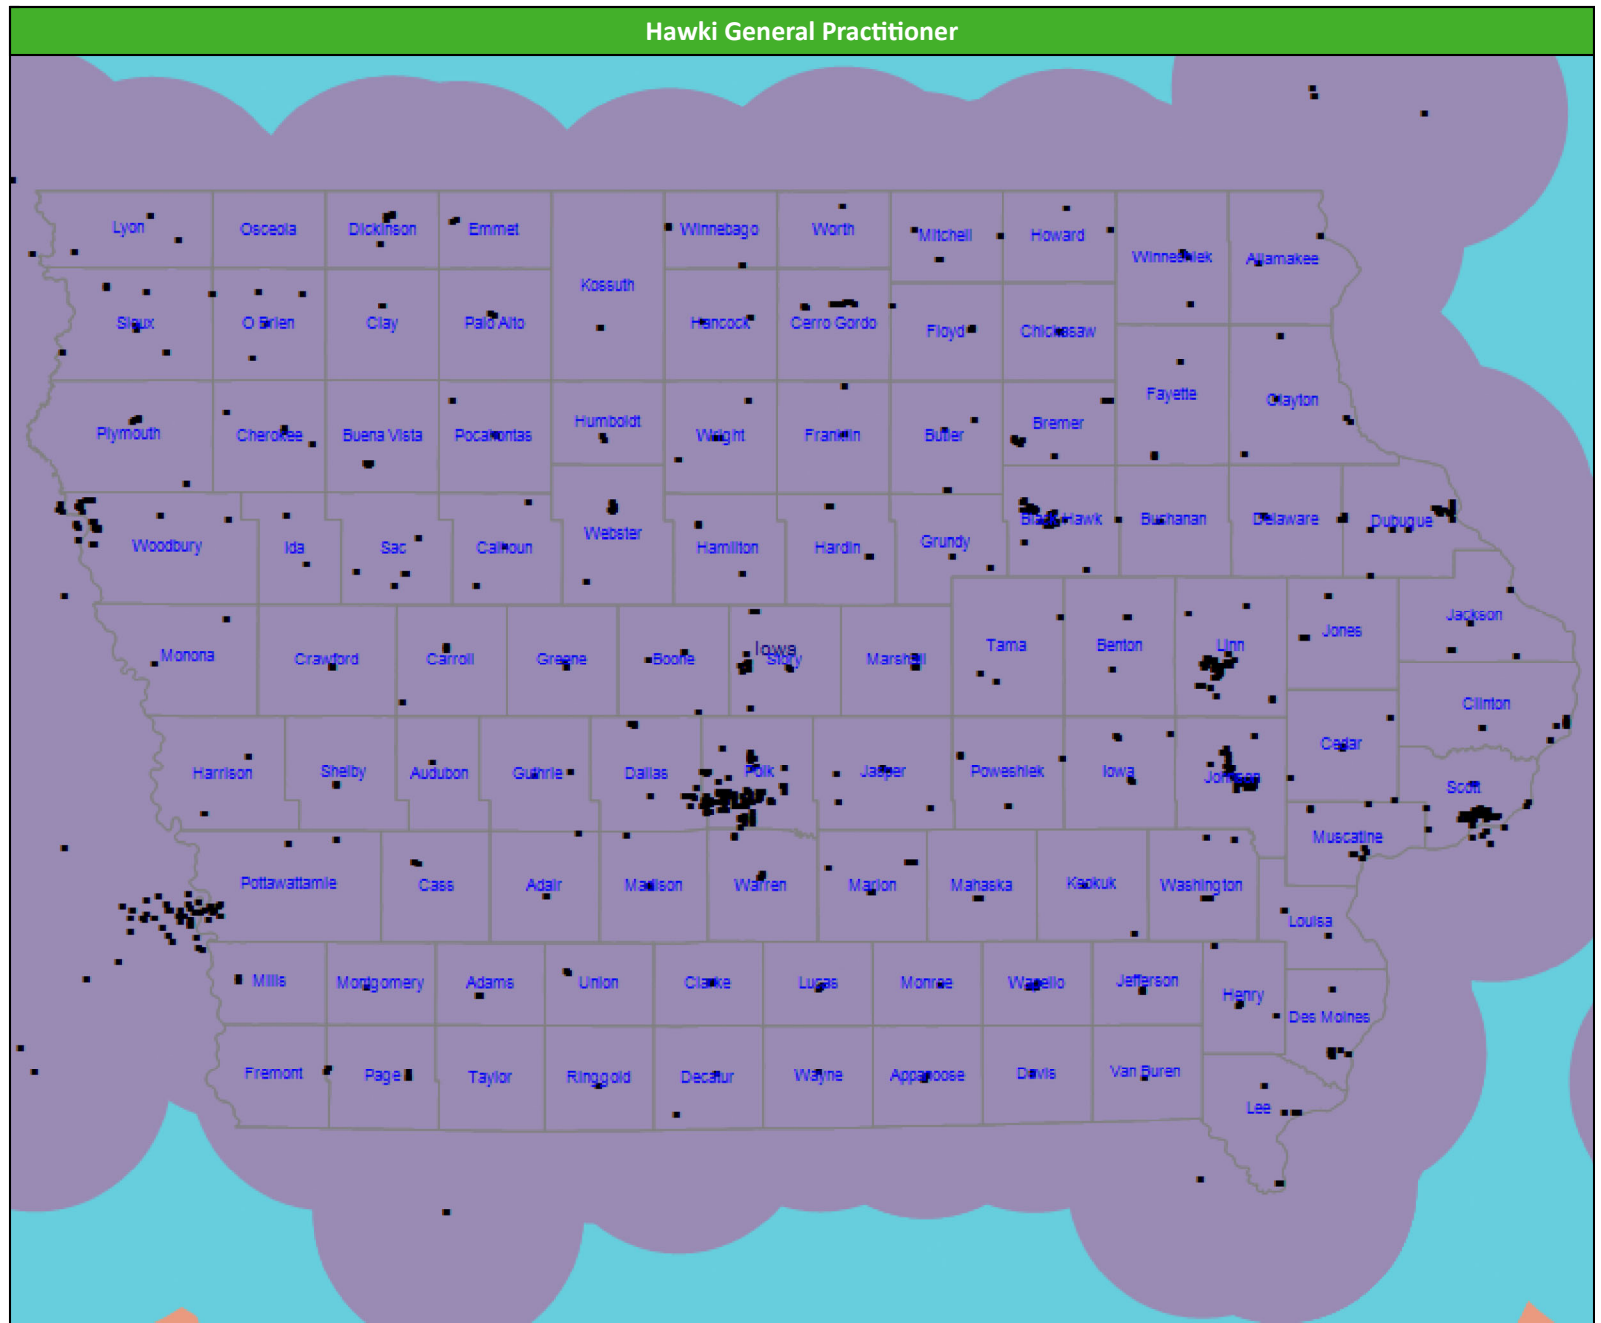 Hawki General Practitioner
Lyon
Osceola
Dickinson
Emmet
Winnebago
Worth
Mitchell
Howard
Winneshiek
Allamakee
Kossuth
Sioux
O Brien
Clay
Palo Alto
Hancock
Cerro Gordo
Floyd
Chickasaw
Fayette
Clayton
Plymouth
Cherokee
Buena Vista
Pocahontas
Humboldt
Wright
Franklin
Butler
Bremer
Woodbury
Ida
Sac
Calhoun
Webster
Hamilton
Hardin
Grundy
Black Hawk
Buchanan
Delaware
Dubuque
Monona
Crawford
Carroll
Greene
Boone
Iowa
Story
Marshall
Tama
Benton
Linn
Jones
Jackson
Clinton
Harrison
Shelby
Audubon
Guthrie
Dallas
Polk
Jasper
Poweshiek
Iowa
Johnson
Cedar
Scott
Muscatine
Pottawattamie
Cass
Adair
Madison
Warren
Marion
Mahaska
Keokuk
Washington
Louisa
Mills
Montgomery
Adams
Union
Clarke
Lucas
Monroe
Wapello
Jefferson
Henry
Des Moines
Fremont
Page
Taylor
Ringgold
Decatur
Wayne
Appanoose
Davis
Van Buren
Lee